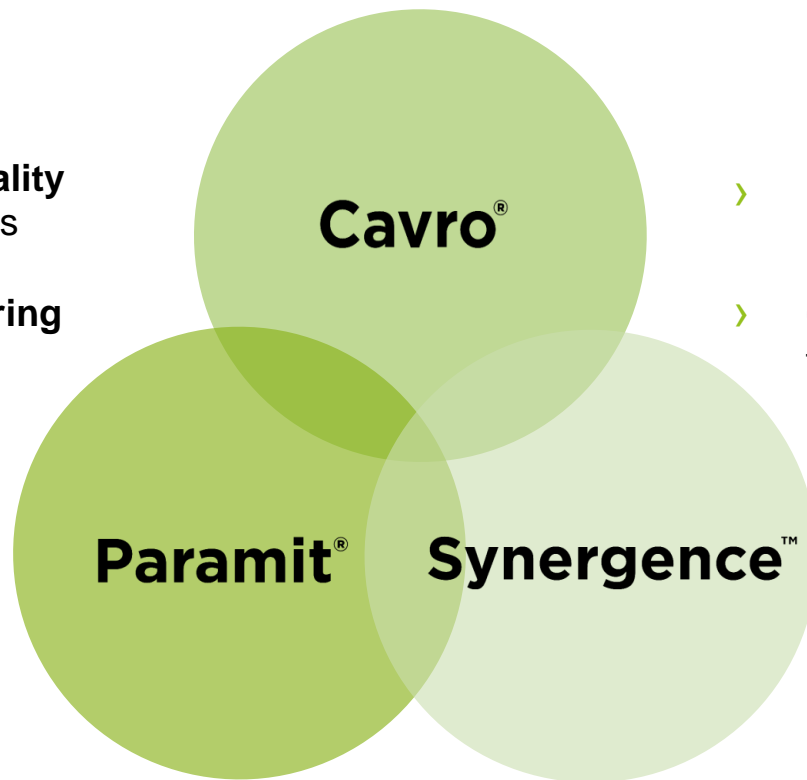 ality
s
ring
Cavro®
›
›
Paramit®
Synergence™